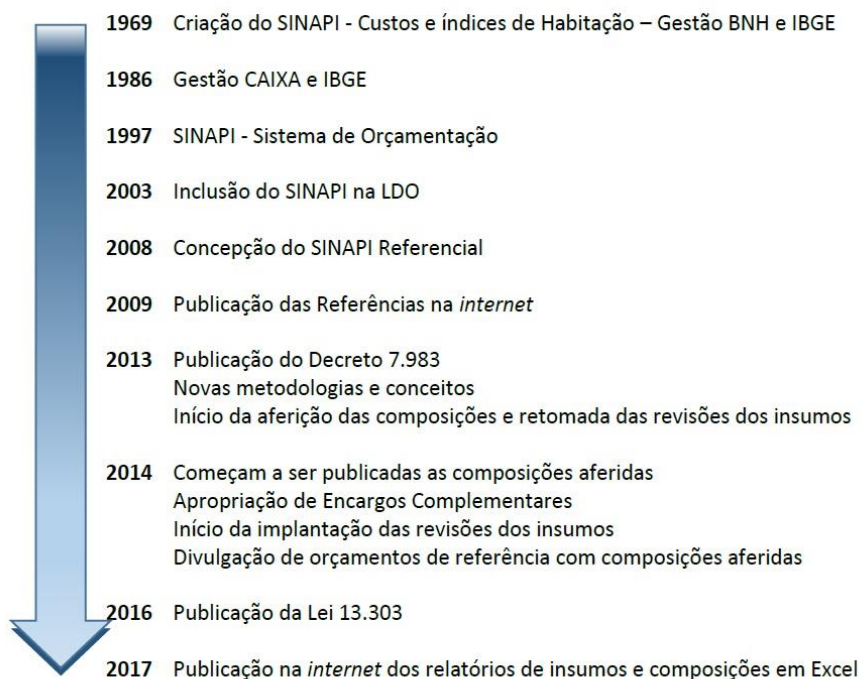 1969 Criação do SINAPI - Custos e índices de Habitação – Gestão BNH e IBGE
1986 Gestão CAIXA e IBGE
1997 SINAPI - Sistema de Orçamentação
2003 Inclusão do SINAPI na LDO
2008 Concepção do SINAPI Referencial
2009 Publicação das Referências na internet
2013 Publicação do Decreto 7.983
Novas metodologias e conceitos
Início da aferição das composições e retomada das revisões dos insumos
2014 Começam a ser publicadas as composições aferidas
Apropriação de Encargos Complementares
Início da implantação das revisões dos insumos
Divulgação de orçamentos de referência com composições aferidas
2016 Publicação da Lei 13.303
2017 Publicação na internet dos relatórios de insumos e composições em Excel